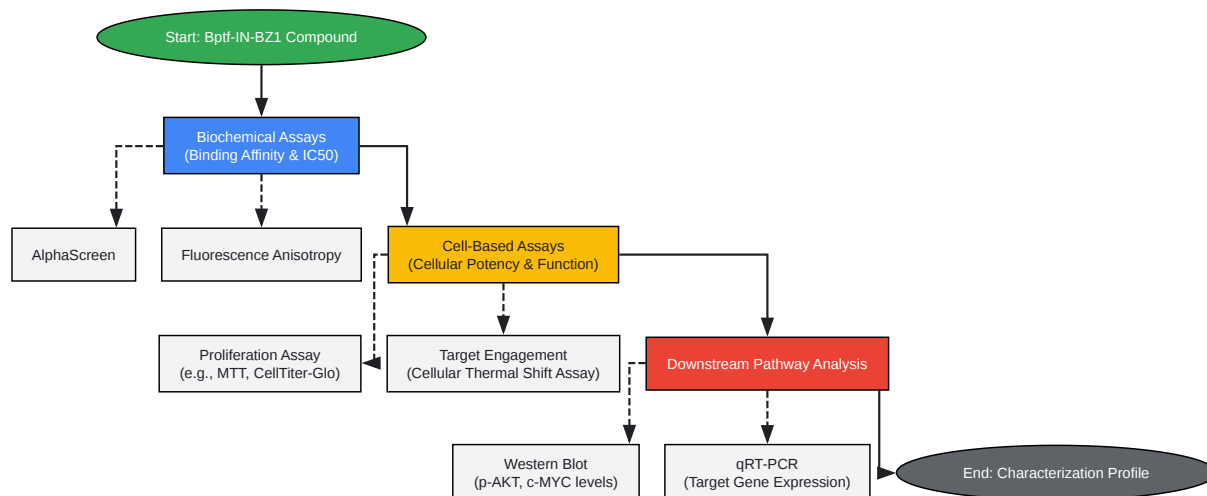 Start: Bptf-IN-BZ1 Compound
Biochemical Assays
(Binding Affinity & IC50)
AlphaScreen
Fluorescence Anisotropy
Cell-Based Assays
(Cellular Potency & Function)
Proliferation Assay
(e.g., MTT, CellTiter-Glo)
Target Engagement
(Cellular Thermal Shift Assay)
Downstream Pathway Analysis
Western Blot
(p-AKT, c-MYC levels)
qRT-PCR
(Target Gene Expression)
End: Characterization Profile